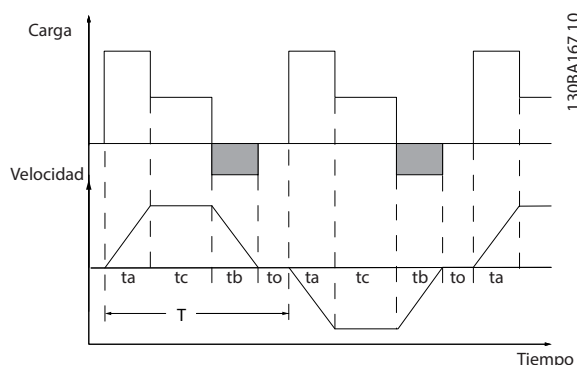 Carga
130BA167.10
Velocidad
ta tc tb to ta tc tb to ta
T
Tiempo